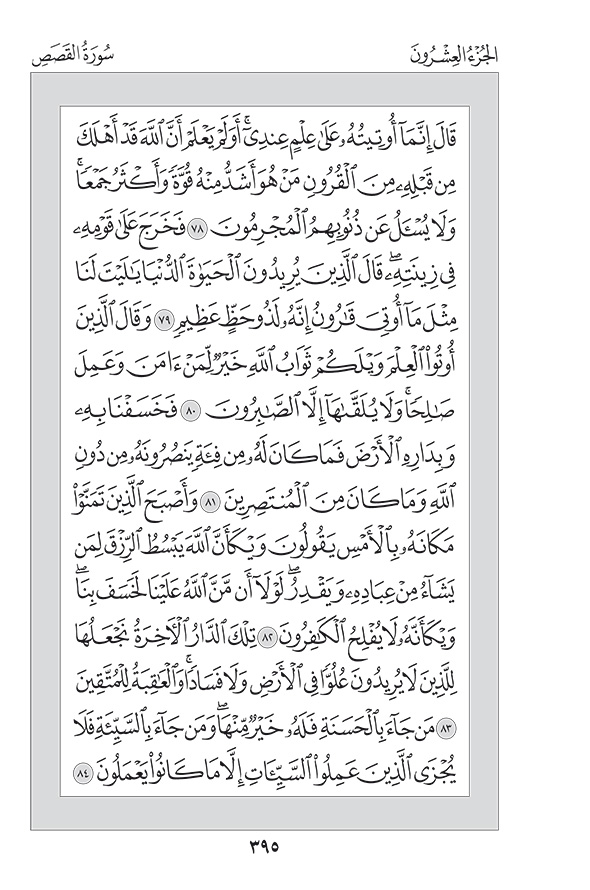 الجُزْءُ العِشْرُونَ
سُورَةُ القَصَصِ
قَالَ إِنَّمَآ أُوتِيتُهُۥ عَلَىٰ عِلْمٍ عِندِىٓۚ أَوَلَمْ يَعْلَمْ أَنَّ ٱللَّهَ قَدْ أَهْلَكَ
مِن قَبْلِهِۦ مِنَ ٱلْقُرُونِ مَنْ هُوَ أَشَدُّ مِنْهُ قُوَّةً وَأَكْثَرُ جَمْعًاۚ
وَلَا يُسْـَٔلُ عَن ذُنُوبِهِمُ ٱلْمُجْرِمُونَ ٧٨ فَخَرَجَ عَلَىٰ قَوْمِهِۦ
فِى زِينَتِهِۦۖ قَالَ ٱلَّذِينَ يُرِيدُونَ ٱلْحَيَوٰةَ ٱلدُّنْيَا يَـٰلَيْتَ لَنَا
مِثْلَ مَآ أُوتِىَ قَـٰرُونُ إِنَّهُۥ لَذُو حَظٍّ عَظِيمٍ ٧٩ وَقَالَ ٱلَّذِينَ
أُوتُوا۟ ٱلْعِلْمَ وَيْلَكُمْ ثَوَابُ ٱللَّهِ خَيْرٌ لِّمَنْ ءَامَنَ وَعَمِلَ
صَـٰلِحًاۚ وَلَا يُلَقَّىٰهَآ إِلَّا ٱلصَّـٰبِرُونَ ٨٠ فَخَسَفْنَا بِهِۦ
وَبِدَارِهِ ٱلْأَرْضَ فَمَا كَانَ لَهُۥ مِن فِئَةٍ يَنصُرُونَهُۥ مِن دُونِ
ٱللَّهِ وَمَا كَانَ مِنَ ٱلْمُنتَصِرِينَ ٨١ وَأَصْبَحَ ٱلَّذِينَ تَمَنَّوْا۟
مَكَانَهُۥ بِٱلْأَمْسِ يَقُولُونَ وَيْكَأَنَّ ٱللَّهَ يَبْسُطُ ٱلرِّزْقَ لِمَن
يَشَآءُ مِنْ عِبَادِهِۦ وَيَقْدِرُۖ لَوْلَآ أَن مَّنَّ ٱللَّهُ عَلَيْنَا لَخَسَفَ بِنَاۖ
وَيْكَأَنَّهُۥ لَا يُفْلِحُ ٱلْكَـٰفِرُونَ ٨٢ تِلْكَ ٱلدَّارُ ٱلْـَٔاخِرَةُ نَجْعَلُهَا
لِلَّذِينَ لَا يُرِيدُونَ عُلُوًّا فِى ٱلْأَرْضِ وَلَا فَسَادًاۚ وَٱلْعَـٰقِبَةُ لِلْمُتَّقِينَ
٨٣ مَن جَآءَ بِٱلْحَسَنَةِ فَلَهُۥ خَيْرٌ مِّنْهَاۖ وَمَن جَآءَ بِٱلسَّيِّئَةِ فَلَا
يُجْزَى ٱلَّذِينَ عَمِلُوا۟ ٱلسَّيِّـَٔاتِ إِلَّا مَا كَانُوا۟ يَعْمَلُونَ ٨٤
٣٩٥